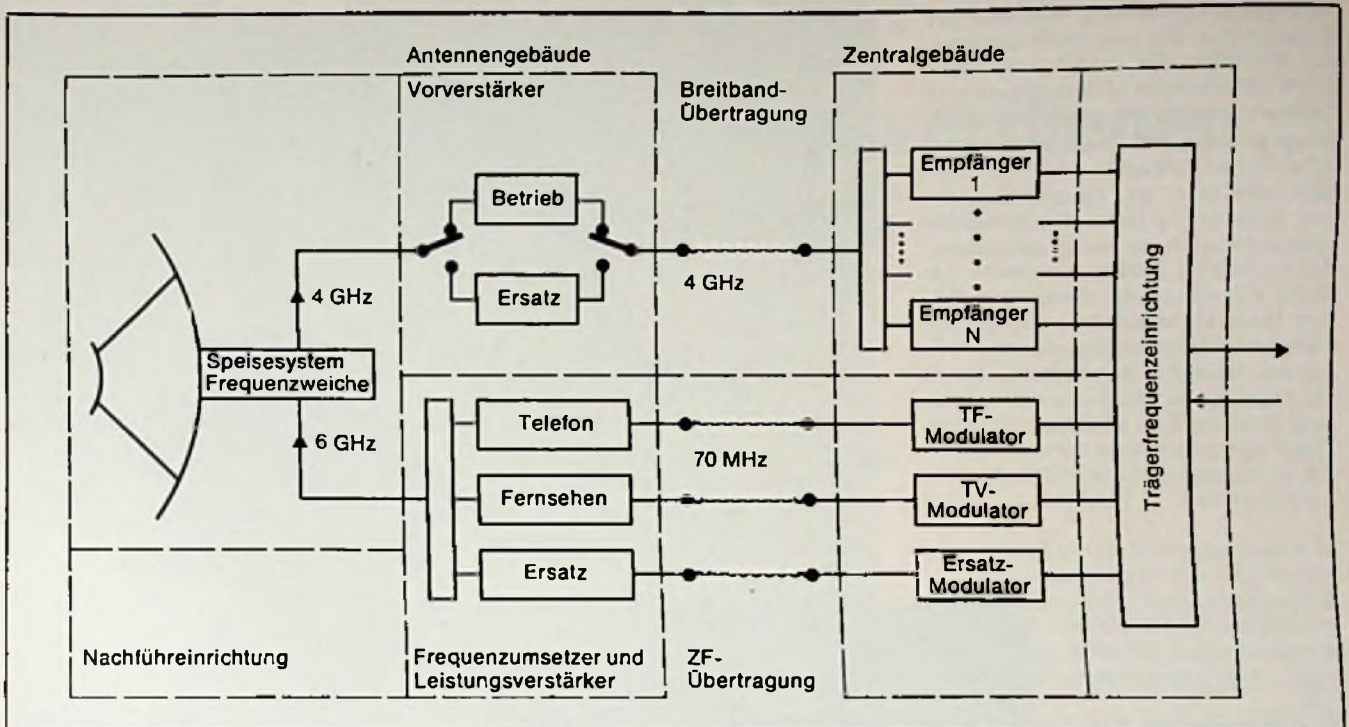 Antennengebäude
Zentralgebäude
Vorverstärker
Breitband-
Übertragung
Betrieb
Ersatz
4 GHz
4 GHz
Empfänger
1
Empfänger
N
Speisesystem
Frequenzweiche
6 GHz
Telefon
Fernsehen
Ersatz
70 MHz
TF-
Modulator
TV-
Modulator
Ersatz-
Modulator
Trägerfrequenzeinrichtung
Nachführeinrichtung
Frequenzumsetzer und
Leistungsverstärker
ZF-
Übertragung